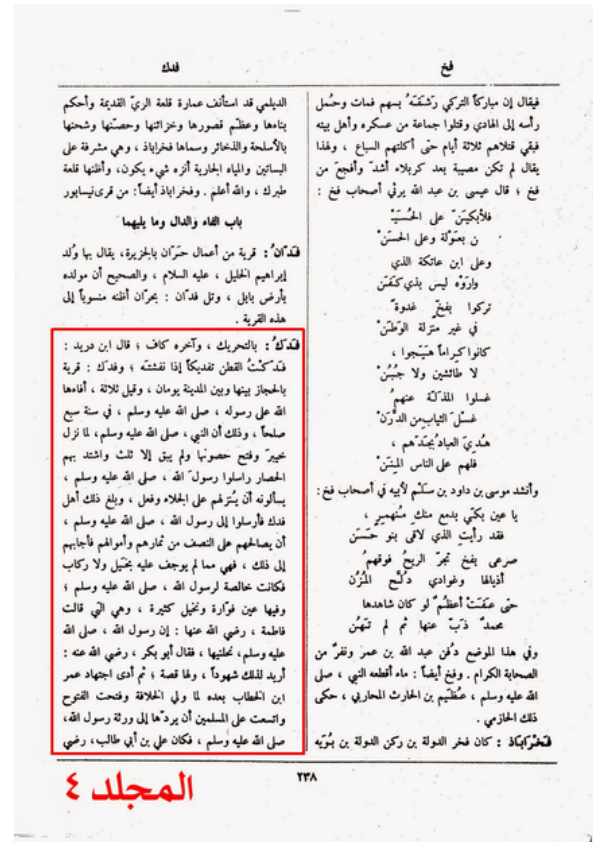 فخ
فدك
فيقال إن مباركاً التركي رَشَقَهُ بسهم فمات وحُمل
رأسه إلى الهادي وقتلوا جماعة من عسكره وأهل بيته
فبقي قتلاهم ثلاثة أيام حتى أكلتهم السباع ، ولهذا
يقال لم تكن مصيبة بعد كربلاء أشدّ وأفجع من
فخ ؛ قال عيسى بن عبد الله يرثي أصحاب فخ :
فلأبكينّ على الحُسَيْـ
ن بعَوْلة وعلى الحسنْ
وعلى ابن عاتكة الذي
وارَوْه ليس بذي كفَنْ
تركوا بفخّ غدوةً
في غير منزلة الوطَنْ
كانوا كراماً هَيّجوا ،
لا طائشين ولا جُبُنْ
غسلوا المذلّة عنهمُ
غسلَ الثياب من الدَّرَنْ
هُديَ العبادُ بجدّهم ،
فلهم على الناس المِنَنْ
وأنشد موسى بن داود بن سَلْم لأبيه في أصحاب فخ :
يا عين بكّي بدمع منك مُنهمرِ ،
فقد رأيت الذي لاقى بنو حَسَن
صرعى بفخ تجرّ الريحُ فوقهمُ
أذيالها وغوادي دُلّح المُزُن
حتى عفَتْ أعظُمٌ لو كان شاهدها
محمدٌ ذبّ عنها ثم لم تَهُن
وفي هذا الموضع دُفن عبد الله بن عمر ونفرٌ من
الصحابة الكرام . وفخ أيضاً : ماء أقطعه النبي ، صلى
الله عليه وسلم ، عُظَيم بن الحارث المحاربي ، حكى
ذلك الحازمي .
فَخْرَاباذ : كان فخر الدولة بن ركن الدولة بن بُوَيه
الديلمي قد استأنف عمارة قلعة الريّ القديمة وأحكم
بناءها وعظّم قصورها وخزائنها وحصّنها وشحنها
بالأسلحة والذخائر وسماها فخراباذ ، وهي مشرفة على
البساتين والمياه الجارية أنزه شيء يكون، وأظنها قلعة
طبرك ، والله أعلم . وفخراباذ أيضاً: من قرى نيسابور
باب الفاء والدال وما يليهما
فَدّانُ : قرية من أعمال حَرّان بالجزيرة، يقال بها وُلد
إبراهيم الخليل ، عليه السلام ، والصحيح أن مولده
بأرض بابل ، وتل فدّان : بحرّان أظنه منسوباً إلى
هذه القرية .
فَدَكُ : بالتحريك ، وآخره كاف ؛ قال ابن دريد :
فدّكتُ القطن تفديكاً إذا نفشته ؛ وفدك : قرية
بالحجاز بينها وبين المدينة يومان ، وقيل ثلاثة ، أفاءها
الله على رسوله ، صلى الله عليه وسلم ، في سنة سبع
صلحاً ، وذلك أن النبي ، صلى الله عليه وسلم، لما نزل
خيبر وفتح حصونها ولم يبق إلا ثلث واشتد بهم
الحصار راسلوا رسول الله ، صلى الله عليه وسلم ،
يسألونه أن يُنزلهم على الجلاء وفعل ، وبلغ ذلك أهل
فدك فأرسلوا إلى رسول الله ، صلى الله عليه وسلم ،
أن يصالحهم على النصف من ثمارهم وأموالهم فأجابهم
إلى ذلك ، فهي مما لم يوجف عليه بخَيل ولا ركاب
فكانت خالصة لرسول الله ، صلى الله عليه وسلم ؛
وفيها عين فوّارة ونخيل كثيرة ، وهي التي قالت
فاطمة ، رضي الله عنها : إن رسول الله ، صلى الله
عليه وسلم، نحلنيها ، فقال أبو بكر ، رضي الله عنه :
أريد لذلك شهوداً ، ولها قصة ؛ ثم أدى اجتهاد عمر
ابن الخطاب بعده لما ولي الخلافة وفتحت الفتوح
واتسعت على المسلمين أن يردّها إلى ورثة رسول الله،
صلى الله عليه وسلم ، فكان علي بن أبي طالب، رضي
٢٣٨
المجلد ٤